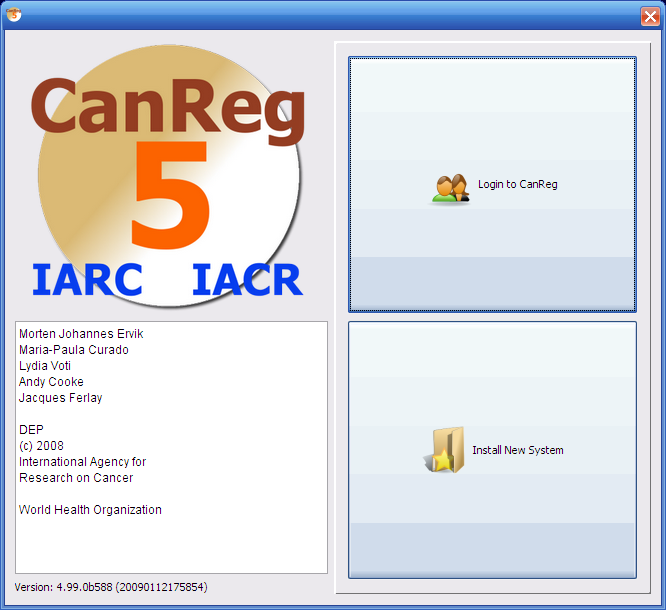 CanReg
5
IARC IACR
Login to CanReg
Morten Johannes Ervik
Maria-Paula Curado
Lydia Voti
Andy Cooke
Jacques Ferlay
DEP
(c) 2008
International Agency for
Research on Cancer
World Health Organization
Install New System
Version: 4.99.0b588 (20090112175854)